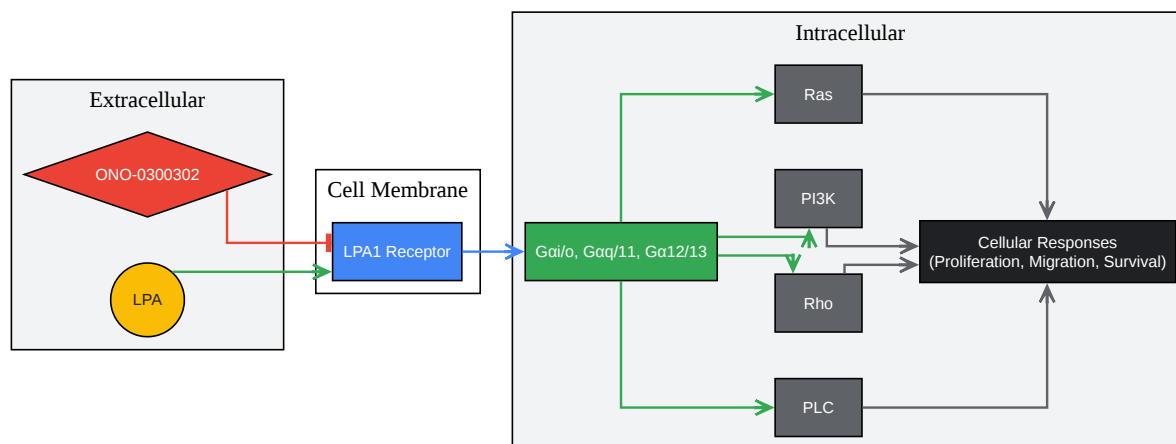 Extracellular
ONO-0300302
LPA
Cell Membrane
LPA1 Receptor
Intracellular
Gαi/o, Gαq/11, Gα12/13
Ras
PI3K
Rho
PLC
Cellular Responses
(Proliferation, Migration, Survival)